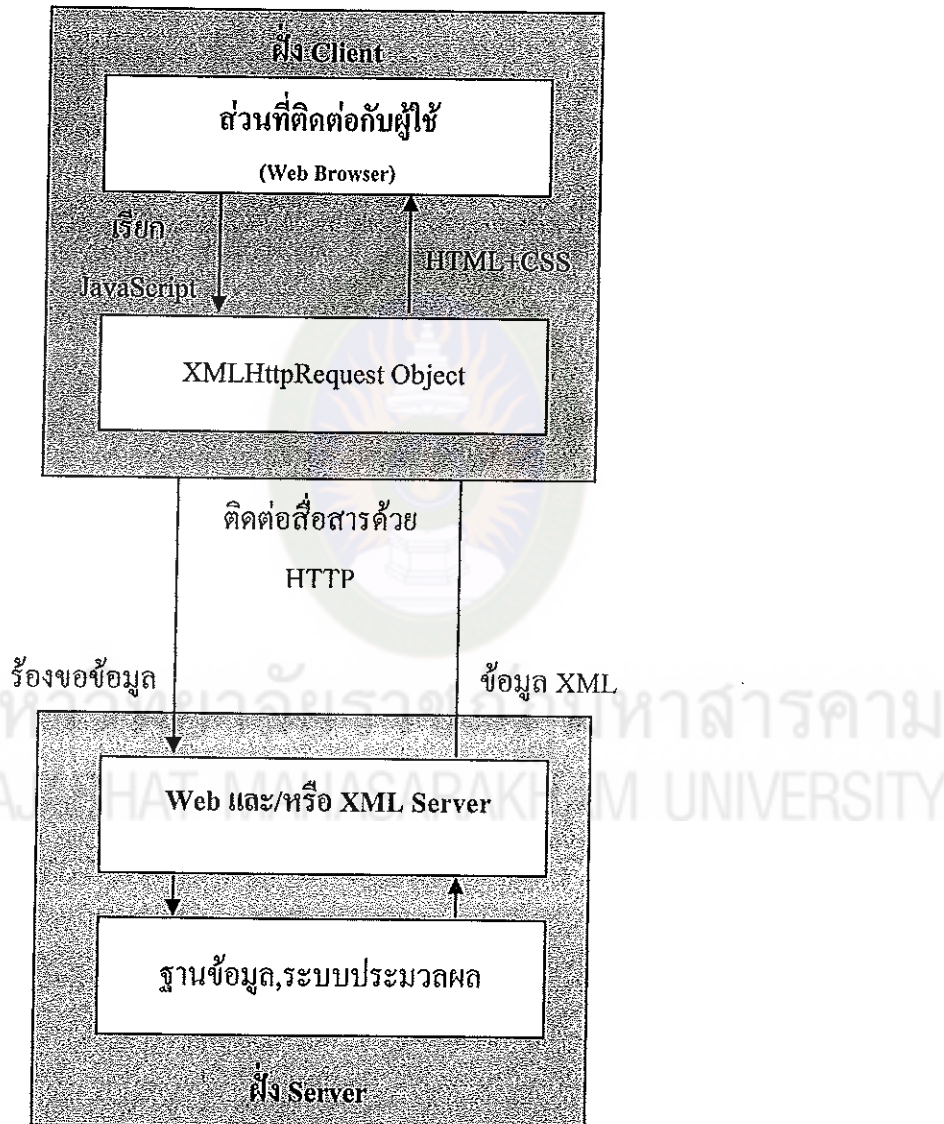 ฝั่ง Client
ส่วนที่ติดต่อกับผู้ใช้
(Web Browser)
เรียก
JavaScript
HTML+CSS
XMLHttpRequest Object
ติดต่อสื่อสารด้วย
HTTP
ร้องขอข้อมูล
ข้อมูล XML
Web และ/หรือ XML Server
ฐานข้อมูล,ระบบประมวลผล
ฝั่ง Server
MAHASARAKHAM UNIVERSITY